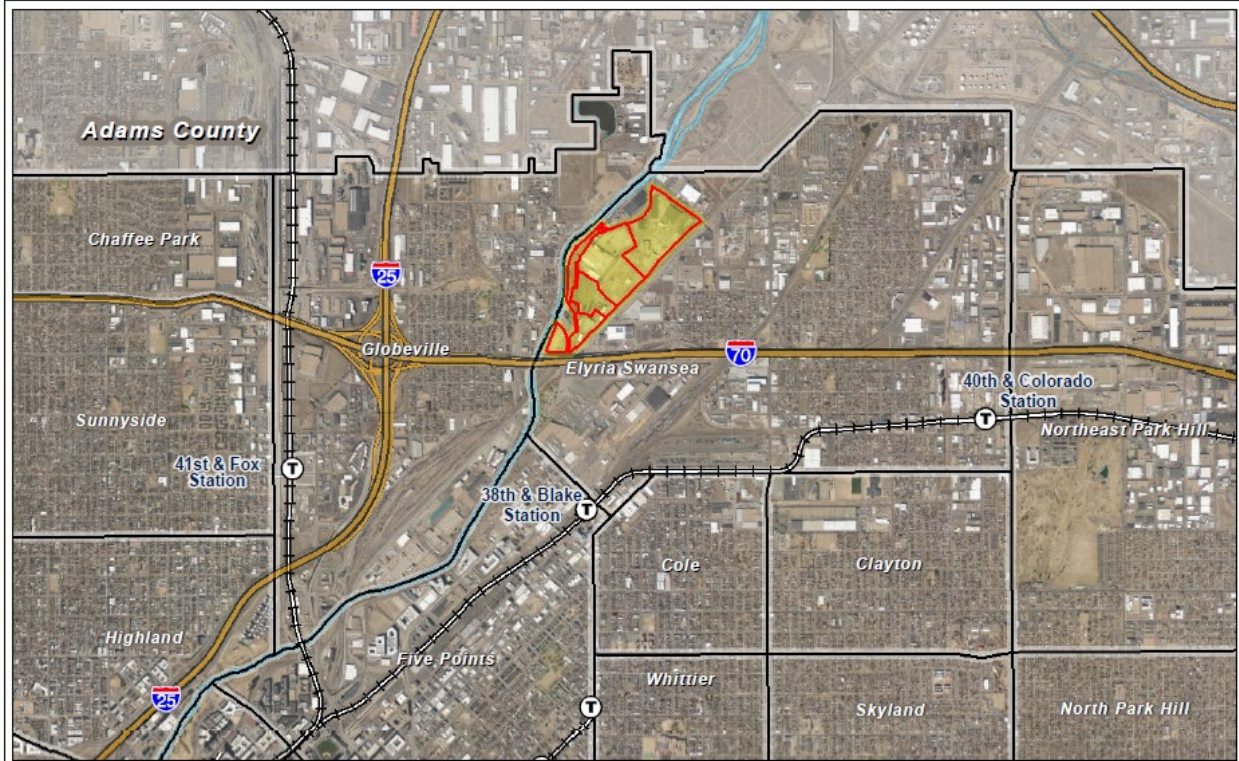 Adams County
Chaffee Park
25
Globeville
70
Elyria Swansea
40th & Colorado
Station
Sunnyside
Northeast Park Hill
41st & Fox
Station
T
T
38th & Blake
Station
T
Cole
Clayton
Highland
Five Points
Whittier
25
T
Skyland
North Park Hill